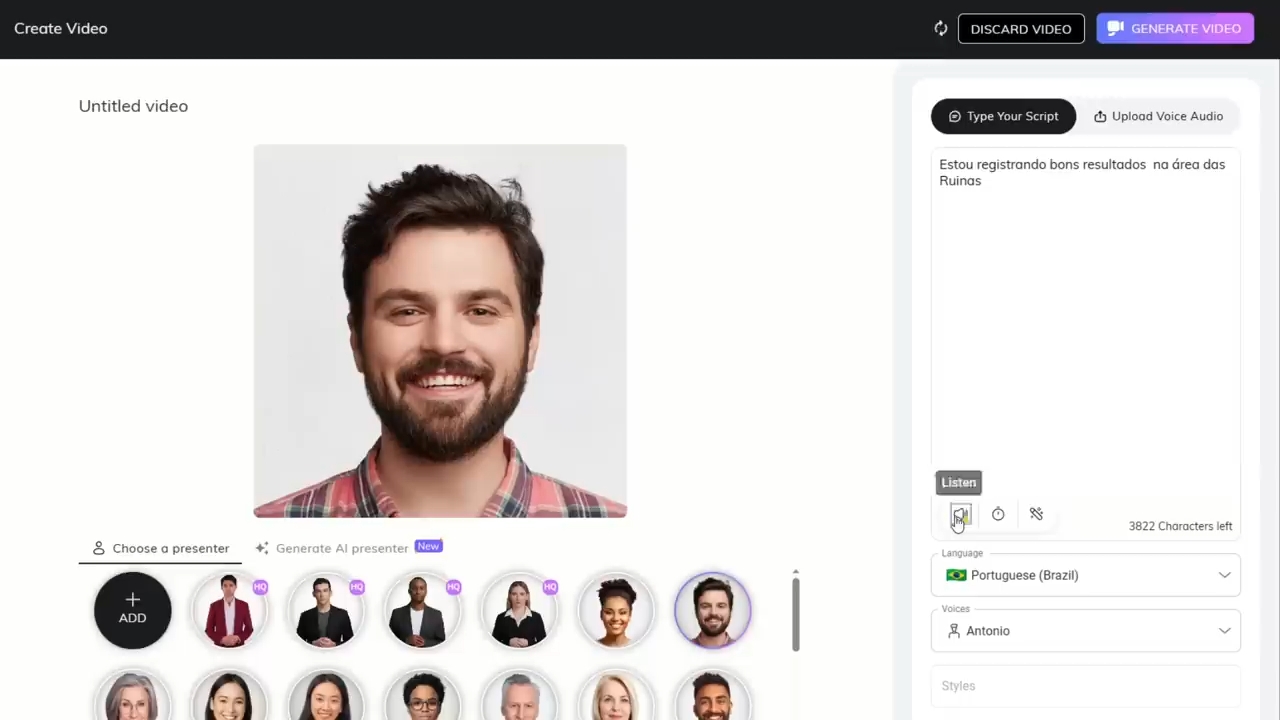 Create Video
DISCARD VIDEO
GENERATE VIDEO
Untitled video
Type Your Script
Upload Voice Audio
Estou registrando bons resultados  na área das
Ruinas
Listen
3822 Characters left
Choose a presenter
Generate AI presenter
New
Language
Portuguese (Brazil)
Voices
Antonio
Styles
ADD
HQ
HQ
HQ
HQ